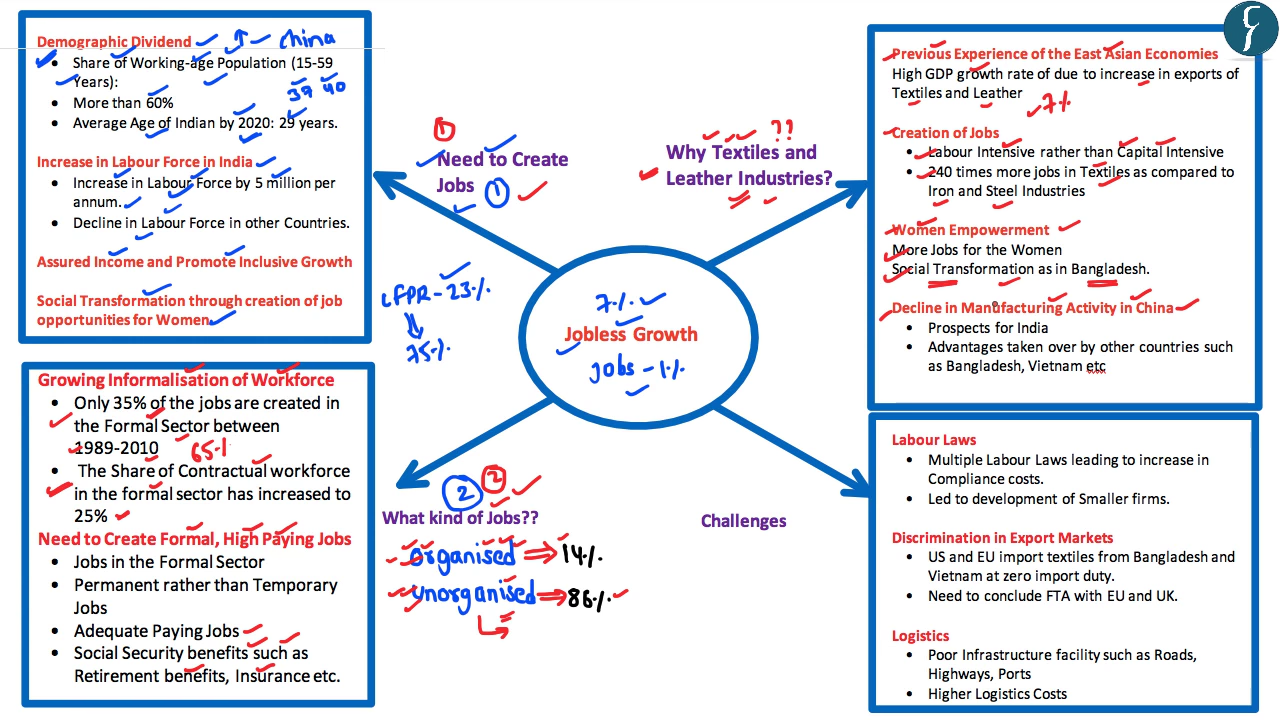 Demographic Dividend ↑ China
• Share of Working-age Population (15-59
Years):
37 40
• More than 60%
• Average Age of Indian by 2020: 29 years.
Increase in Labour Force in India
• Increase in Labour Force by 5 million per
annum.
• Decline in Labour Force in other Countries.
Assured Income and Promote Inclusive Growth
Social Transformation through creation of job
opportunities for Women
①
Need to Create
Jobs ①
??
Why Textiles and
Leather Industries?
Previous Experience of the East Asian Economies
High GDP growth rate of due to increase in exports of
Textiles and Leather
7%
Creation of Jobs
• Labour Intensive rather than Capital Intensive
• 240 times more jobs in Textiles as compared to
Iron and Steel Industries
Women Empowerment
More Jobs for the Women
Social Transformation as in Bangladesh.
Decline in Manufacturing Activity in China
• Prospects for India
• Advantages taken over by other countries such
as Bangladesh, Vietnam etc
LFPR - 23%
75%
7%
Jobless Growth
Jobs - 1%
Growing Informalisation of Workforce
• Only 35% of the jobs are created in
the Formal Sector between
1989-2010 65%
• The Share of Contractual workforce
in the formal sector has increased to
25%
Need to Create Formal, High Paying Jobs
• Jobs in the Formal Sector
• Permanent rather than Temporary
Jobs
• Adequate Paying Jobs
• Social Security benefits such as
Retirement benefits, Insurance etc.
② ②
What kind of Jobs??
organised ⇒ 14%
unorganised ⇒ 86%
Challenges
Labour Laws
• Multiple Labour Laws leading to increase in
Compliance costs.
• Led to development of Smaller firms.
Discrimination in Export Markets
• US and EU import textiles from Bangladesh and
Vietnam at zero import duty.
• Need to conclude FTA with EU and UK.
Logistics
• Poor Infrastructure facility such as Roads,
Highways, Ports
• Higher Logistics Costs